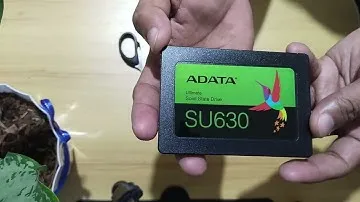 ADATA
Ultimate
Solid State Drive
SU630